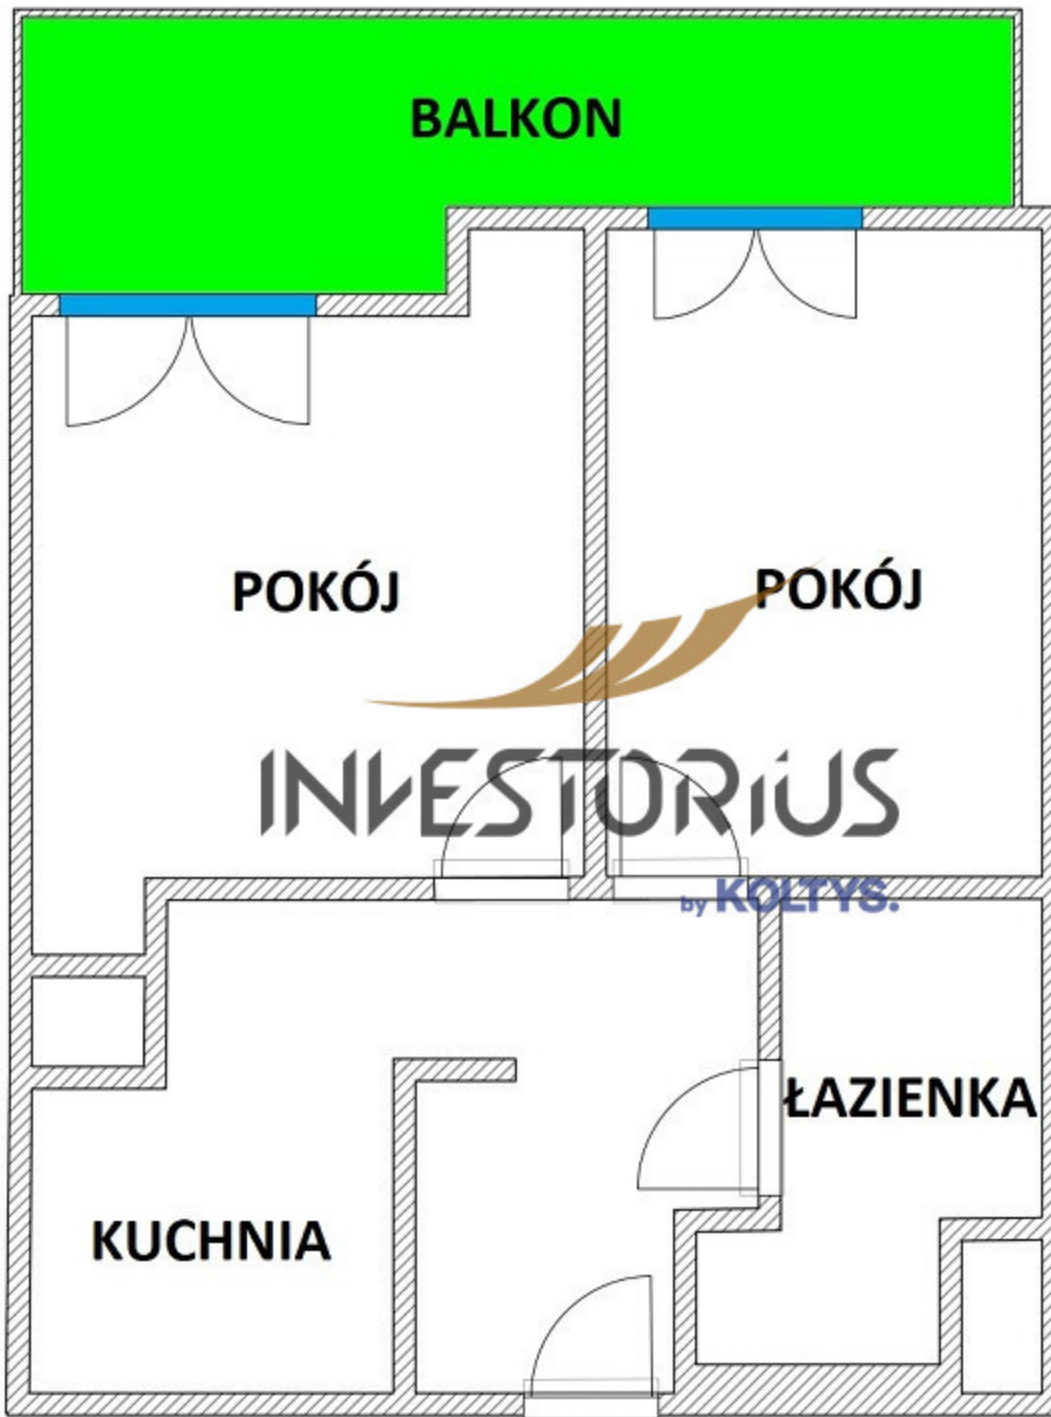 BALKON
POKÓJ
POKÓJ
INVESTORIUS
by KOLTYS.
ŁAZIENKA
KUCHNIA